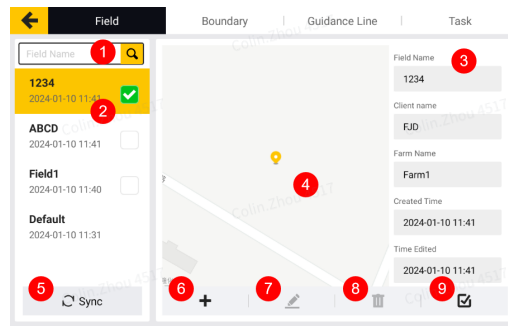 Field
Boundary
Guidance Line
Task
Field Name
1
1234
2024-01-10 11:41
2
ABCD
2024-01-10 11:41
Field1
2024-01-10 11:40
Default
2024-01-10 11:31
5
Sync
Colin.Zhou 4517
4
6
7
8
9
Field Name
3
1234
Client name
FJD
Farm Name
Farm1
Created Time
2024-01-10 11:41
Time Edited
2024-01-10 11:41